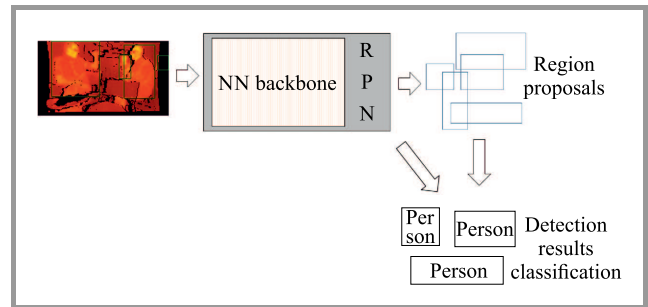 NN backbone
R
P
N
Region
proposals
Per
son
Person
Person
Detection
results
classification